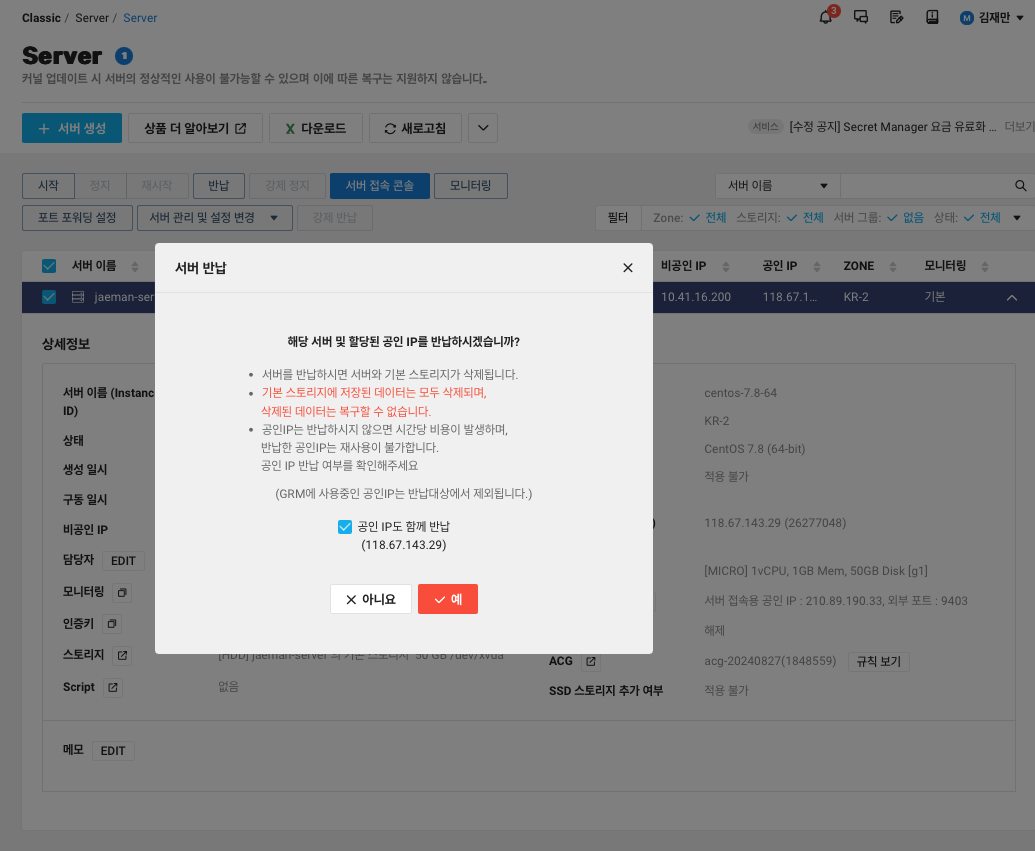 Classic / Server / Server
3
M 김재만
Server 1
커널 업데이트 시 서버의 정상적인 사용이 불가능할 수 있으며 이에 따른 복구는 지원하지 않습니다.
+ 서버 생성
상품 더 알아보기
X 다운로드
새로고침
서비스 [수정 공지] Secret Manager 요금 유료화 ... 더보기
시작 정지 재시작 반납 강제 정지 서버 접속 콘솔 모니터링
서버 이름
포트 포워딩 설정 서버 관리 및 설정 변경 강제 반납
필터 Zone: 전체 스토리지: 전체 서버 그룹: 없음 상태: 전체
서버 이름 비공인 IP 공인 IP ZONE 모니터링
jaeman-ser 10.41.16.200 118.67.1... KR-2 기본
서버 반납
해당 서버 및 할당된 공인 IP를 반납하시겠습니까?
• 서버를 반납하시면 서버와 기본 스토리지가 삭제됩니다.
• 기본 스토리지에 저장된 데이터는 모두 삭제되며,
삭제된 데이터는 복구할 수 없습니다.
• 공인IP는 반납하시지 않으면 시간당 비용이 발생하며,
반납한 공인IP는 재사용이 불가합니다.
공인 IP 반납 여부를 확인해주세요
(GRM에 사용중인 공인IP는 반납대상에서 제외됩니다.)
공인 IP도 함께 반납
(118.67.143.29)
아니요
예
상세정보
서버 이름 (Instanc
ID)
centos-7.8-64
상태
KR-2
CentOS 7.8 (64-bit)
생성 일시
적용 불가
구동 일시
비공인 IP
118.67.143.29 (26277048)
담당자 EDIT
[MICRO] 1vCPU, 1GB Mem, 50GB Disk [g1]
모니터링
서버 접속용 공인 IP : 210.89.190.33, 외부 포트 : 9403
인증키
해제
스토리지
[HDD] jaeman-server 의 기본 스토리지 50 GB /dev/xvda
ACG
acg-20240827(1848559) 규칙 보기
Script
없음
SSD 스토리지 추가 여부
적용 불가
메모 EDIT